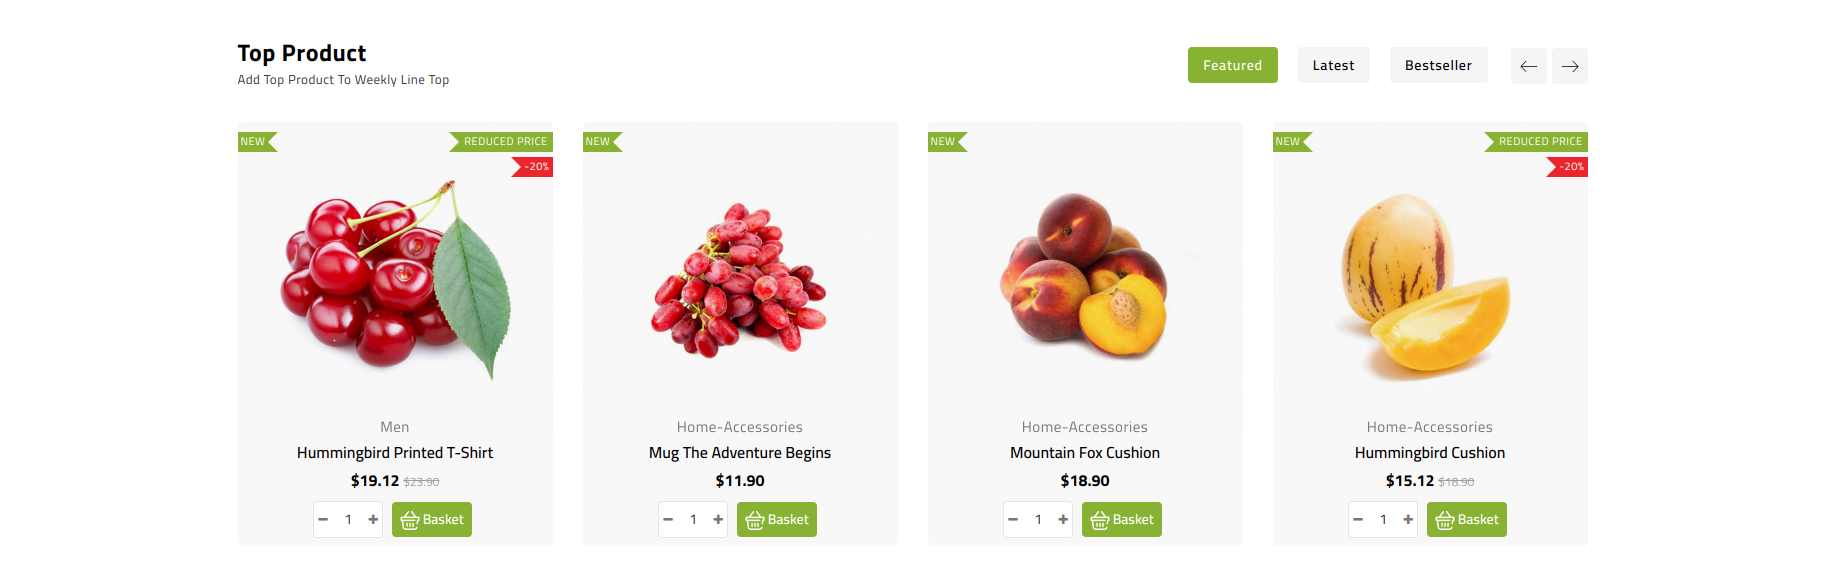 Top Product
Add Top Product To Weekly Line Top
Featured
Latest
Bestseller
NEW
REDUCED PRICE
-20%
Men
Hummingbird Printed T-Shirt
$19.12 $23.90
- 1 +
Basket
NEW
Home-Accessories
Mug The Adventure Begins
$11.90
- 1 +
Basket
NEW
Home-Accessories
Mountain Fox Cushion
$18.90
- 1 +
Basket
NEW
REDUCED PRICE
-20%
Home-Accessories
Hummingbird Cushion
$15.12 $18.90
- 1 +
Basket